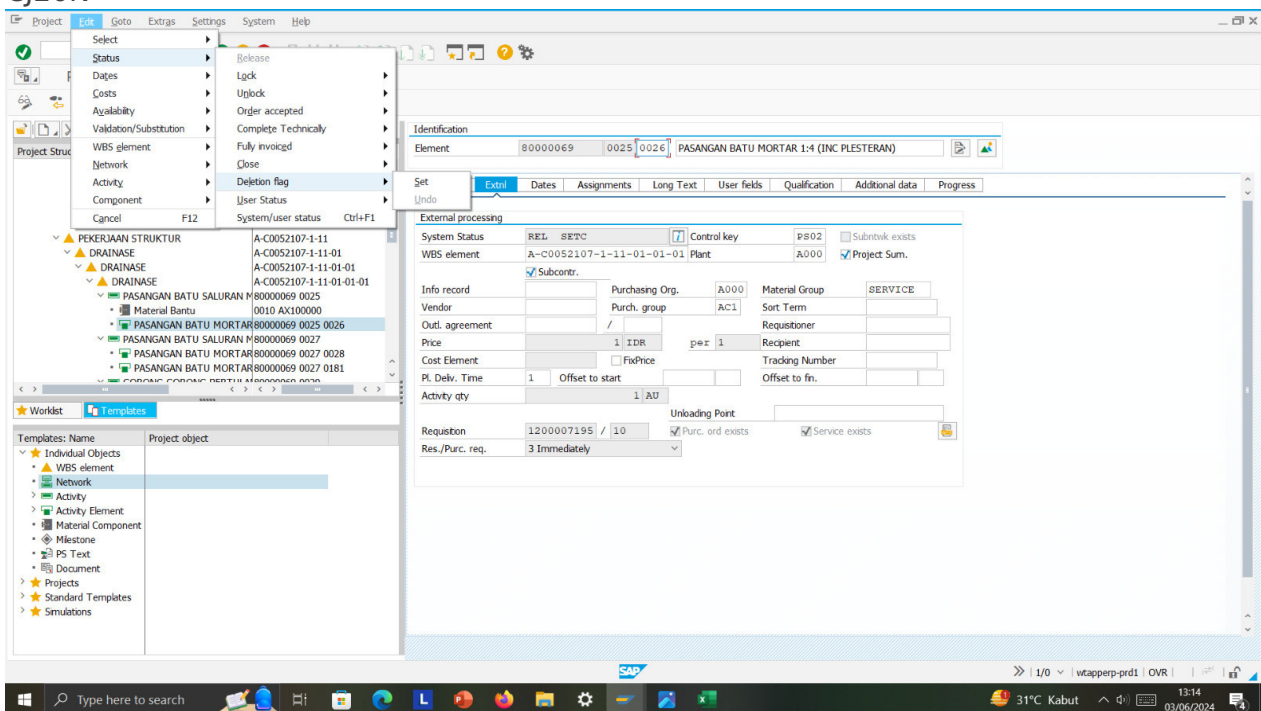 Project Edit Goto Extras Settings System Help
Select
Status
Dates
Costs
Availability
Validation/Substitution
WBS element
Network
Activity
Component
Cancel F12
Release
Lock
Unlock
Order accepted
Complete Technically
Fully invoiced
Close
Deletion flag
User Status
System/user status Ctrl+F1
Set
Undo
Project Struc
PEKERJAAN STRUKTUR A-C0052107-1-11
DRAINASE A-C0052107-1-11-01
DRAINASE A-C0052107-1-11-01-01
DRAINASE A-C0052107-1-11-01-01-01
PASANGAN BATU SALURAN M 80000069 0025
Material Bantu 0010 AX100000
PASANGAN BATU MORTAR 80000069 0025 0026
PASANGAN BATU SALURAN M 80000069 0027
PASANGAN BATU MORTAR 80000069 0027 0028
PASANGAN BATU MORTAR 80000069 0027 0181
Worklist Templates
Templates: Name Project object
Individual Objects
WBS element
Network
Activity
Activity Element
Material Component
Milestone
PS Text
Document
Projects
Standard Templates
Simulations
Identification
Element 80000069 0025 0026 PASANGAN BATU MORTAR 1:4 (INC PLESTERAN)
Extnl Dates Assignments Long Text User fields Qualification Additional data Progress
External processing
System Status REL SETC Control key PS02 Subntwk exists
WBS element A-C0052107-1-11-01-01-01 Plant A000 Project Sum.
Subcontr.
Info record Purchasing Org. A000 Material Group SERVICE
Vendor Purch. group AC1 Sort Term
Outl. agreement / Requisitioner
Price 1 IDR per 1 Recipient
Cost Element FixPrice Tracking Number
Pl. Deliv. Time 1 Offset to start Offset to fin.
Activity qty 1 AU
Unloading Point
Requisition 1200007195 / 10 Purc. ord exists Service exists
Res./Purc. req. 3 Immediately
SAP
1/0 wtapperp-prd1 OVR
Type here to search
31°C Kabut
13:14
03/06/2024
4